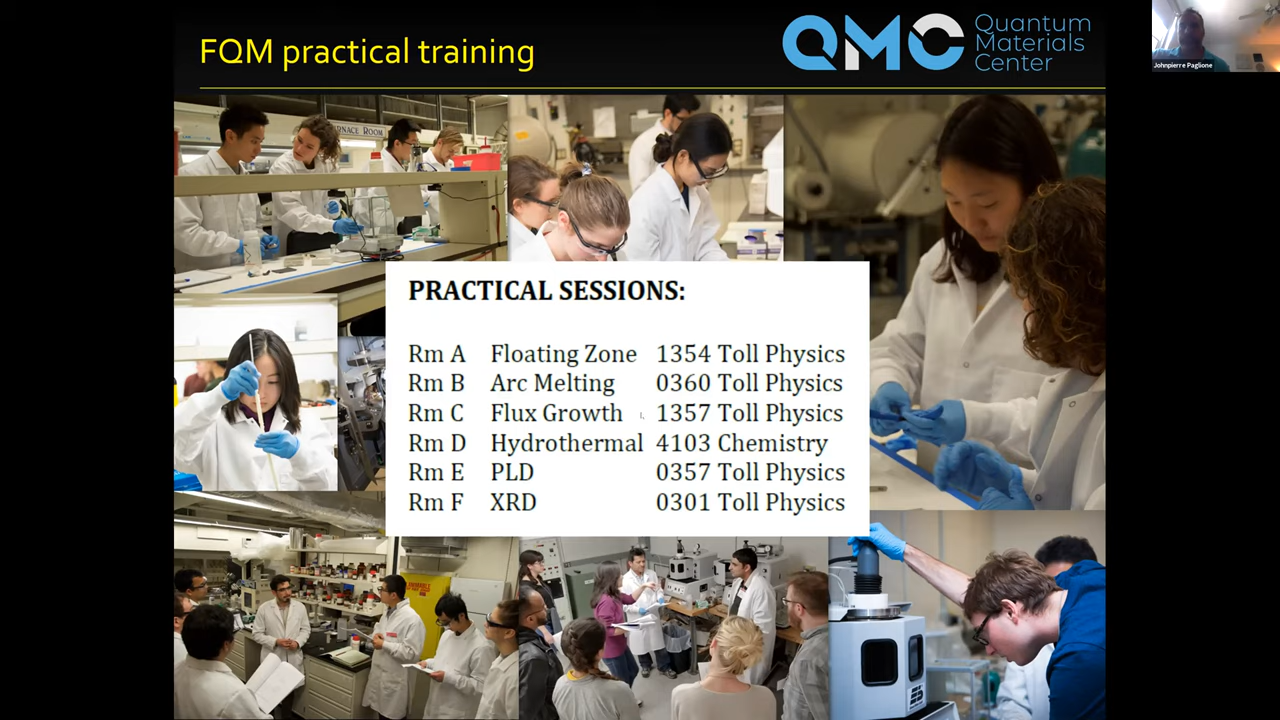 FQM practical training
QMC
Quantum
Materials
Center
Johnpierre Paglione
NACE ROOM
PRACTICAL SESSIONS:
Rm A Floating Zone 1354 Toll Physics
Rm B Arc Melting 0360 Toll Physics
Rm C Flux Growth 1357 Toll Physics
Rm D Hydrothermal 4103 Chemistry
Rm E PLD 0357 Toll Physics
Rm F XRD 0301 Toll Physics